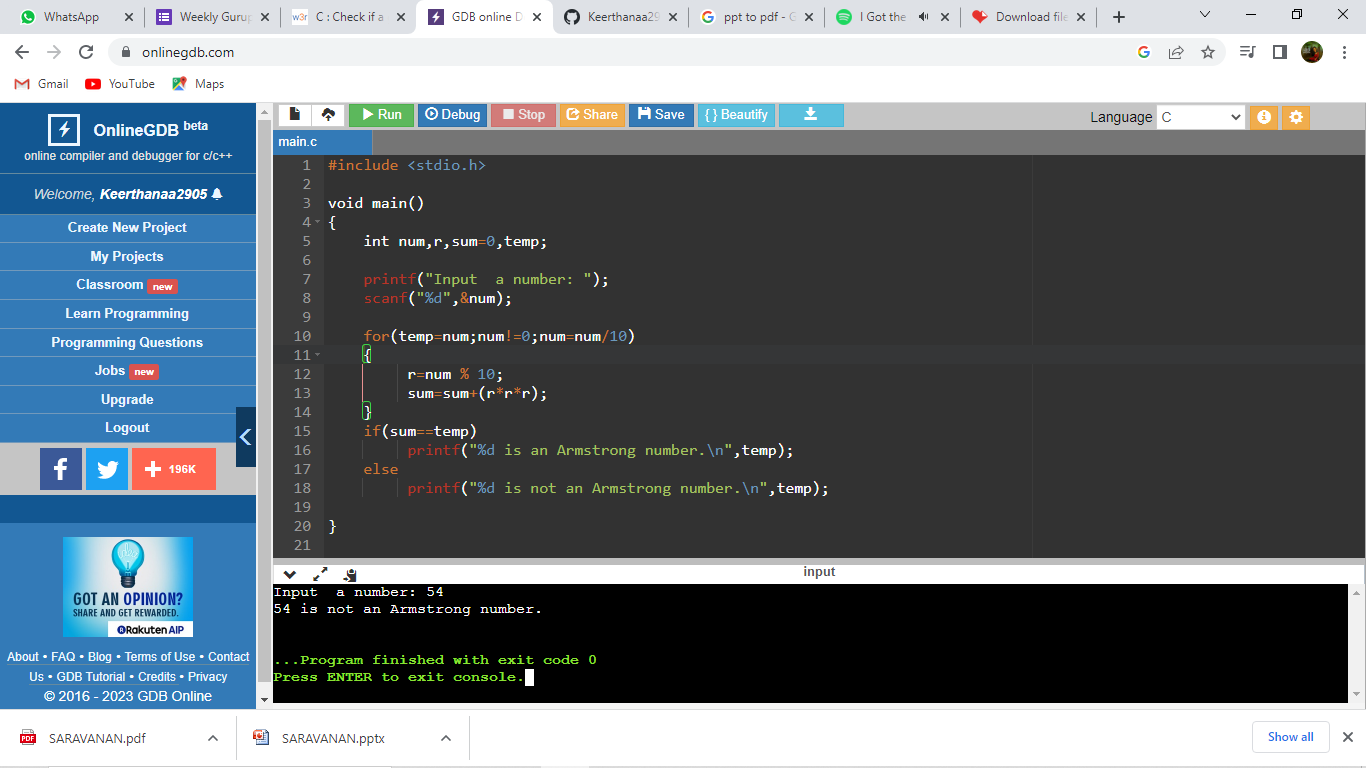 WhatsApp
Weekly Gurup
C : Check if a
GDB online D
Keerthanaa29
ppt to pdf - G
I Got the
Download file
onlinegdb.com
Gmail
YouTube
Maps
OnlineGDB beta
online compiler and debugger for c/c++
Welcome, Keerthanaa2905
Create New Project
My Projects
Classroom new
Learn Programming
Programming Questions
Jobs new
Upgrade
Logout
196K
GOT AN OPINION?
SHARE AND GET REWARDED.
Rakuten AIP
About • FAQ • Blog • Terms of Use • Contact
Us • GDB Tutorial • Credits • Privacy
© 2016 - 2023 GDB Online
Run
Debug
Stop
Share
Save
{ } Beautify
Language C
main.c
1 #include <stdio.h>
2
3 void main()
4 {
5 int num,r,sum=0,temp;
6
7 printf("Input  a number: ");
8 scanf("%d",&num);
9
10 for(temp=num;num!=0;num=num/10)
11 {
12 r=num % 10;
13 sum=sum+(r*r*r);
14 }
15 if(sum==temp)
16 printf("%d is an Armstrong number.\n",temp);
17 else
18 printf("%d is not an Armstrong number.\n",temp);
19
20 }
21
input
Input  a number: 54
54 is not an Armstrong number.
...Program finished with exit code 0
Press ENTER to exit console.
PDF SARAVANAN.pdf
SARAVANAN.pptx
Show all